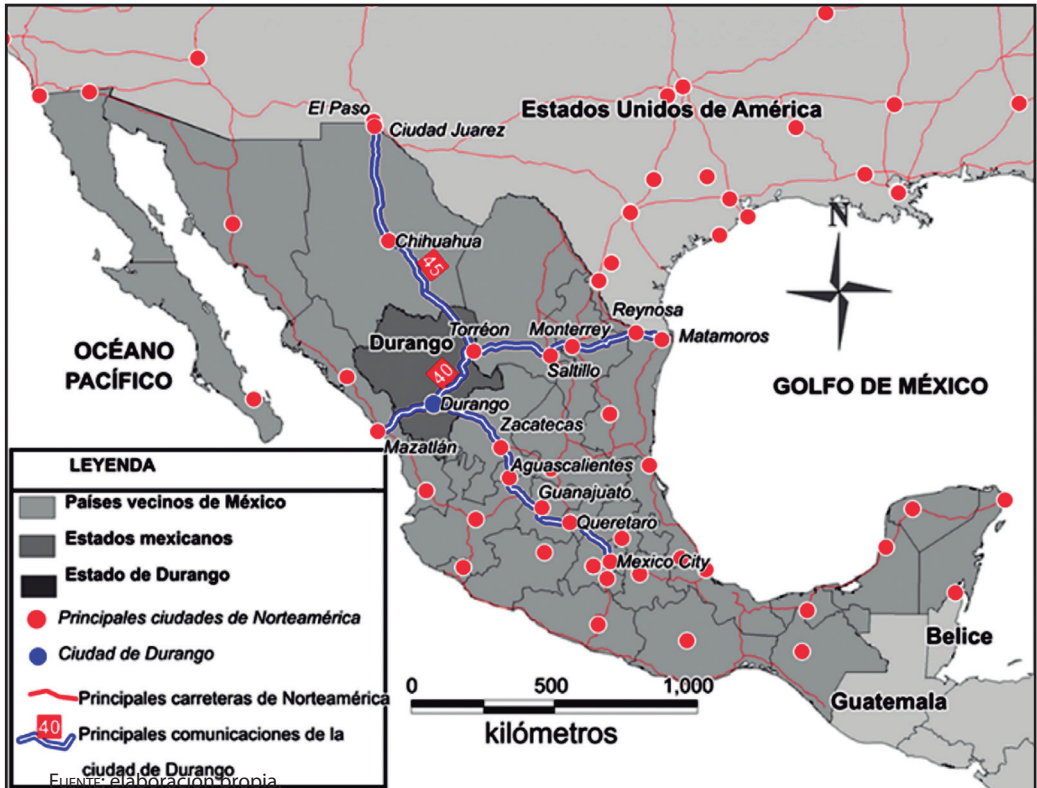 El Paso
Estados Unidos de América
Ciudad Juarez
N
Chihuahua
45
Reynosa
Torréon
Monterrey
Matamoros
Durango
OCÉANO
PACÍFICO
Saltillo
40
GOLFO DE MÉXICO
Durango
Zacatecas
Mazatlán
Aguascalientes
Guanajuato
Queretaro
Mexico City
Belice
Guatemala
LEYENDA
Países vecinos de México
Estados mexicanos
Estado de Durango
Principales ciudades de Norteamérica
Ciudad de Durango
Principales carreteras de Norteamérica
40
Principales comunicaciones de la
ciudad de Durango
0 500 1,000
kilómetros
FUENTE: elaboración propia